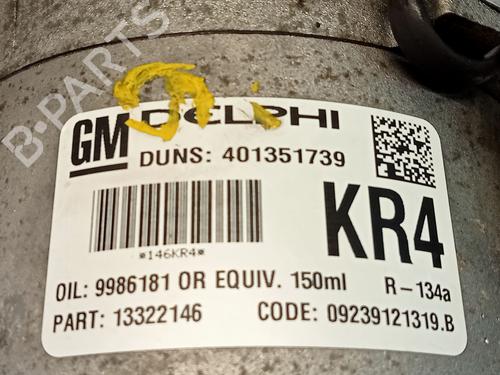 B-PARTS
GM DELPHI
DUNS: 401351739
*146KR4*
KR4
OIL: 9986181 OR EQUIV. 150ml R-134a
PART: 13322146 CODE: 09239121319.B